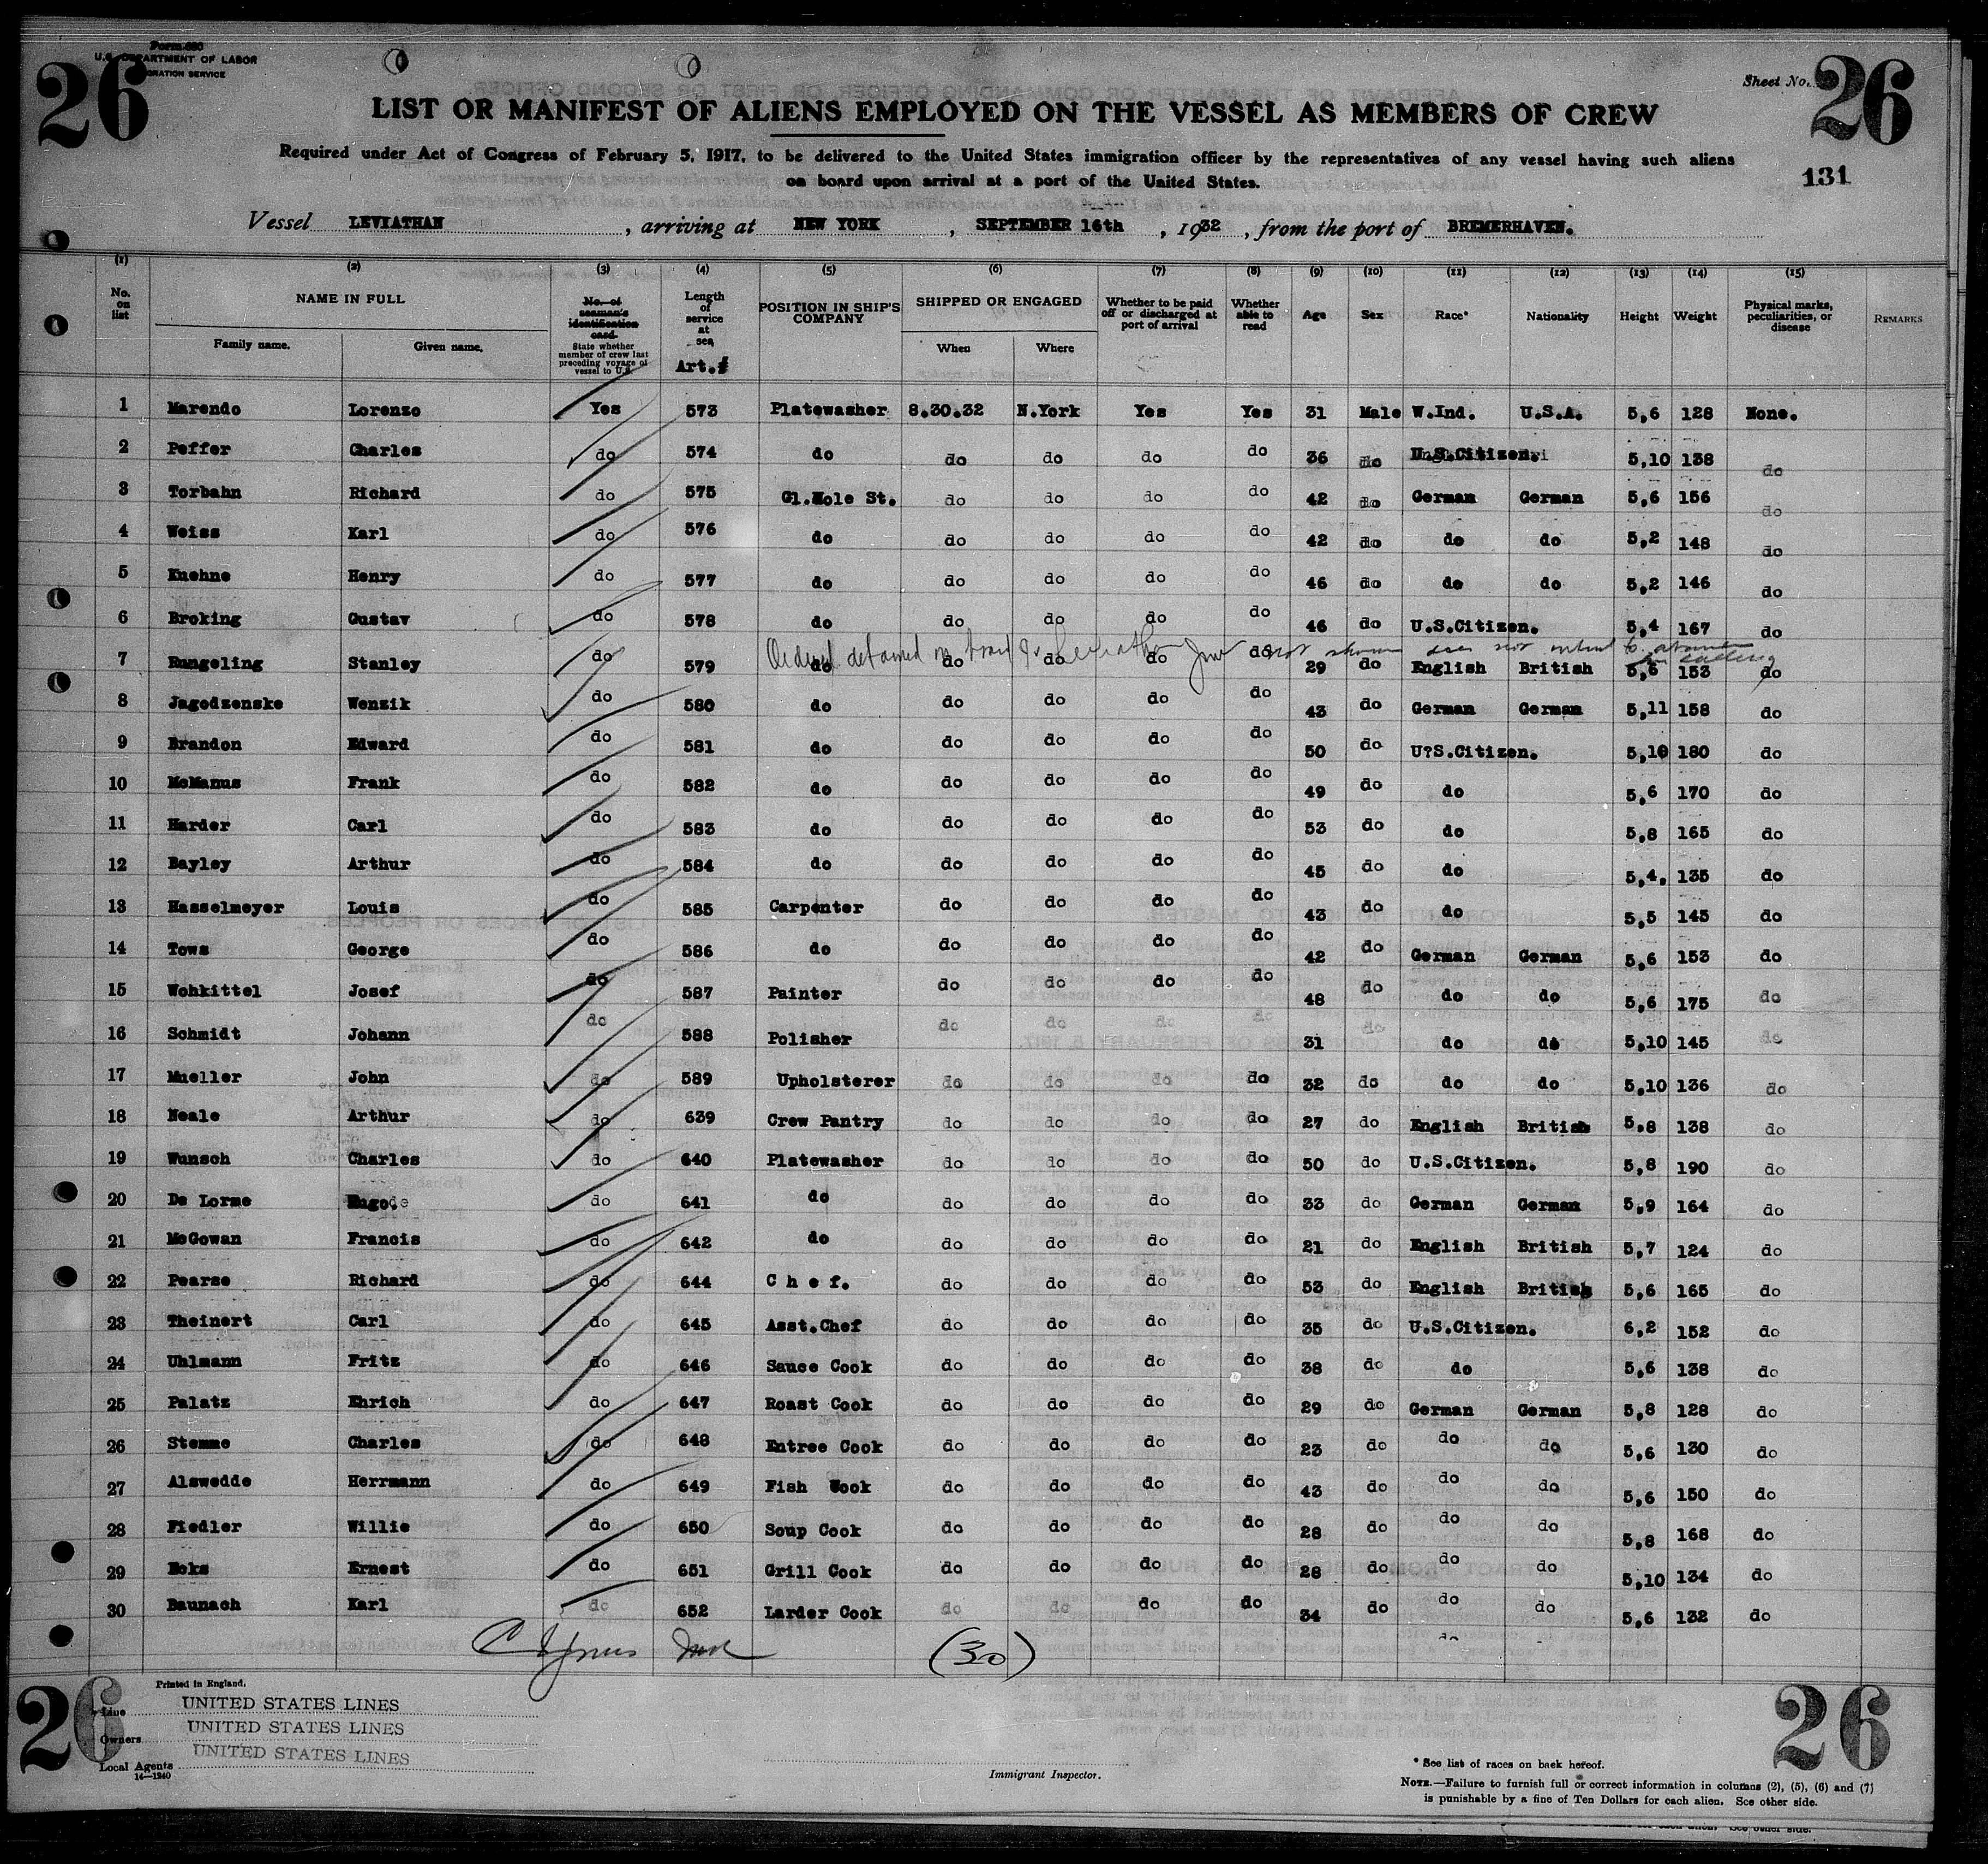 Form 680
U.S. DEPARTMENT OF LABOR
IMMIGRATION SERVICE
26
Sheet No. 26
LIST OR MANIFEST OF ALIENS EMPLOYED ON THE VESSEL AS MEMBERS OF CREW
Required under Act of Congress of February 5, 1917, to be delivered to the United States immigration officer by the representatives of any vessel having such aliens
on board upon arrival at a port of the United States.
131
Vessel LEVIATHAN, arriving at NEW YORK, SEPTEMBER 16th, 1932, from the port of BREMERHAVEN.
(1) (2) (3) (4) (5) (6) (7) (8) (9) (10) (11) (12) (13) (14) (15)
No. on list NAME IN FULL Family name. Given name. No. of seaman's identification card. State whether member of crew last preceding voyage of vessel to U.S. Length of service at sea Art.# POSITION IN SHIP'S COMPANY SHIPPED OR ENGAGED When Where Whether to be paid off or discharged at port of arrival Whether able to read Age Sex Race* Nationality Height Weight Physical marks, peculiarities, or disease REMARKS
1 Marendo Lorenzo Yes 573 Platewasher 8.30.32 N.York Yes Yes 31 Male W.Ind. U.S.A. 5,6 128 None.
2 Peffer Charles do 574 do do do do do 36 do U.S.Citizen. 5,10 138 do
3 Torbahn Richard do 575 Gl.Hole St. do do do do 42 do German German 5,6 156 do
4 Weiss Karl do 576 do do do do do 42 do do do 5,2 148 do
5 Knehne Henry do 577 do do do do do 46 do do do 5,2 146 do
6 Broking Gustav do 578 do do do do do 46 do U.S.Citizen. 5,4 167 do
Ordered detained on board Leviathan not does not
7 Rungeling Stanley do 579 do do do do do 29 do English British 5,6 153 do
8 Jagodzenske Wenzik do 580 do do do do do 43 do German German 5,11 158 do
9 Brandon Edward do 581 do do do do do 50 do U?S.Citizen. 5,10 180 do
10 McManus Frank do 582 do do do do do 49 do do 5,6 170 do
11 Harder Carl do 583 do do do do do 53 do do 5,8 165 do
12 Bayley Arthur do 584 do do do do do 45 do do 5,4, 135 do
13 Hasselmeyer Louis do 585 Carpenter do do do do 43 do do 5,5 145 do
14 Tows George do 586 do do do do do 42 do German German 5,6 153 do
15 Wohkittel Josef do 587 Painter do do do do 48 do do do 5,6 175 do
16 Schmidt Johann do 588 Polisher do do do do 31 do do do 5,10 145 do
17 Mueller John do 589 Upholsterer do do do do 32 do do do 5,10 136 do
18 Neale Arthur do 639 Crew Pantry do do do do 27 do English British 5.8 138 do
19 Wunsch Charles do 640 Platewasher do do do do 50 do U.S.Citizen. 5,8 190 do
20 De Lorme Hugo. do 641 do do do do do 33 do German German 5,9 164 do
21 McGowan Francis do 642 do do do do do 21 do English British 5,7 124 do
22 Pearse Richard do 644 C h e f. do do do do 53 do English British 5,6 165 do
23 Theinert Carl do 645 Asst.Chef do do do do 35 do U.S.Citizen. 6,2 152 do
24 Uhlmann Fritz do 646 Sauce Cook do do do do 38 do do 5,6 138 do
25 Palatz Ehrich do 647 Roast Cook do do do do 29 do German German 5,8 128 do
26 Stemme Charles do 648 Entree Cook do do do do 23 do do do 5,6 130 do
27 Alswedde Herrmann do 649 Fish Wook do do do do 43 do do do 5,6 150 do
28 Fiedler Willie do 650 Soup Cook do do do do 28 do do do 5,8 168 do
29 Ecks Ernest do 651 Grill Cook do do do do 28 do do do 5,10 134 do
30 Baunach Karl do 652 Larder Cook do do do do 34 do do do 5,6 132 do
(30)
Printed in England.
26
Line UNITED STATES LINES
Owners UNITED STATES LINES
Local Agents UNITED STATES LINES
14—1240
Immigrant Inspector.
26
* See list of races on back hereof.
NOTE.—Failure to furnish full or correct information in columns (2), (5), (6) and (7)
is punishable by a fine of Ten Dollars for each alien. See other side.